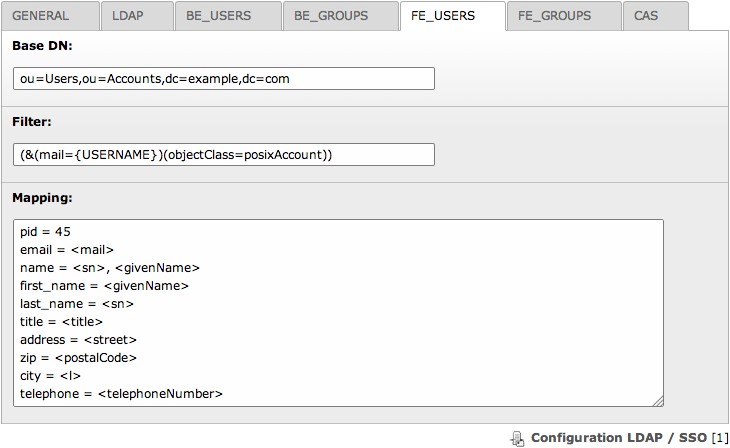 GENERAL LDAP BE_USERS BE_GROUPS FE_USERS FE_GROUPS CAS
Base DN:
ou=Users,ou=Accounts,dc=example,dc=com
Filter:
(&(mail={USERNAME})(objectClass=posixAccount))
Mapping:
pid = 45
email = <mail>
name = <sn>, <givenName>
first_name = <givenName>
last_name = <sn>
title = <title>
address = <street>
zip = <postalCode>
city = <l>
telephone = <telephoneNumber>
Configuration LDAP / SSO [1]